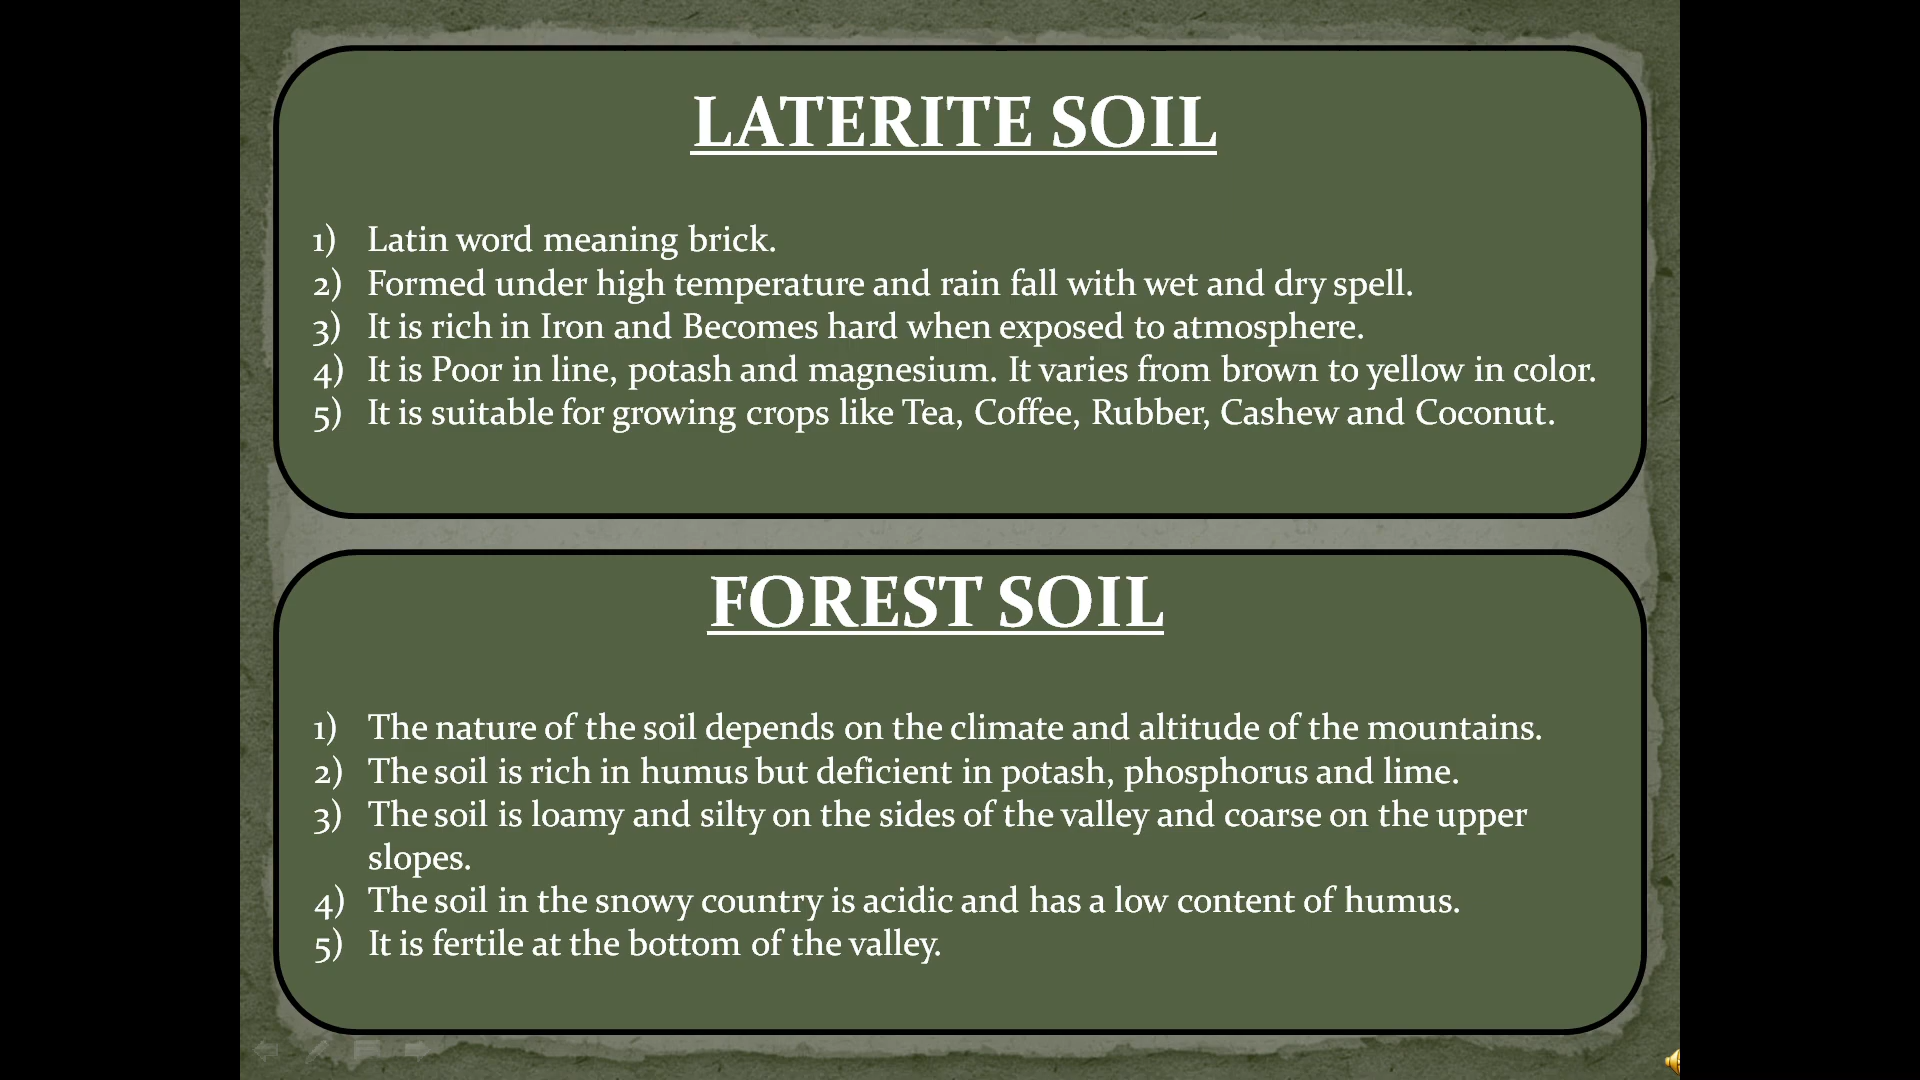 LATERITE SOIL
1) Latin word meaning brick.
2) Formed under high temperature and rain fall with wet and dry spell.
3) It is rich in Iron and Becomes hard when exposed to atmosphere.
4) It is Poor in line, potash and magnesium. It varies from brown to yellow in color.
5) It is suitable for growing crops like Tea, Coffee, Rubber, Cashew and Coconut.
FOREST SOIL
1) The nature of the soil depends on the climate and altitude of the mountains.
2) The soil is rich in humus but deficient in potash, phosphorus and lime.
3) The soil is loamy and silty on the sides of the valley and coarse on the upper
slopes.
4) The soil in the snowy country is acidic and has a low content of humus.
5) It is fertile at the bottom of the valley.